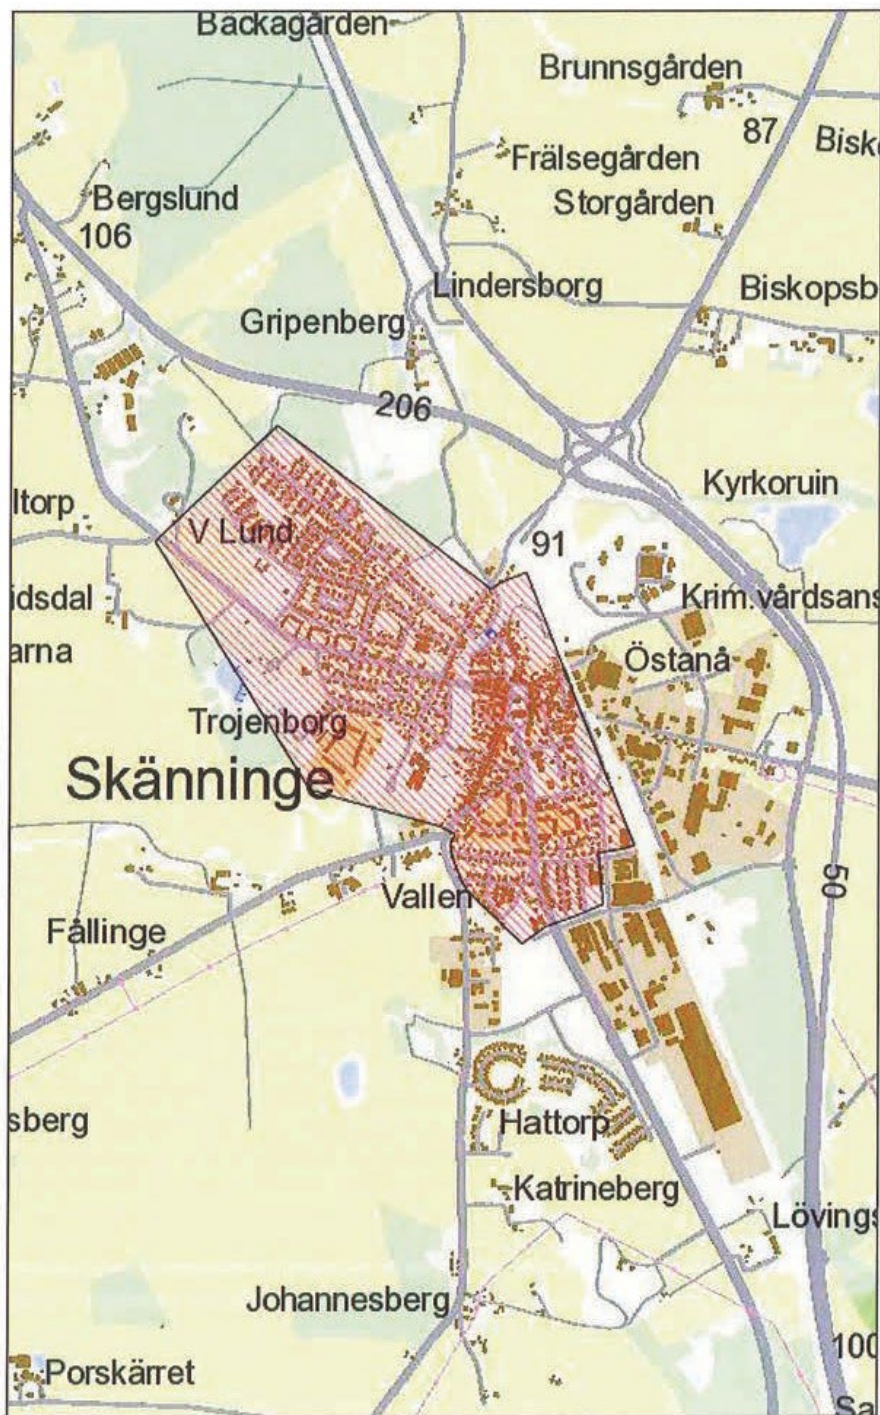 Backagården
Brunnsgården
87
Frälsegården
Bergslund
Storgården
106
Lindersborg
Gripenberg
206
Kyrkoruin
ltorp
V Lund
91
idsdal
Krim.vårdsans
arna
Östanå
Trojenborg
Skänninge
50
Vallen
Fållinge
sberg
Hattorp
Katrineberg
Lövings
Johannesberg
100
Porskärret